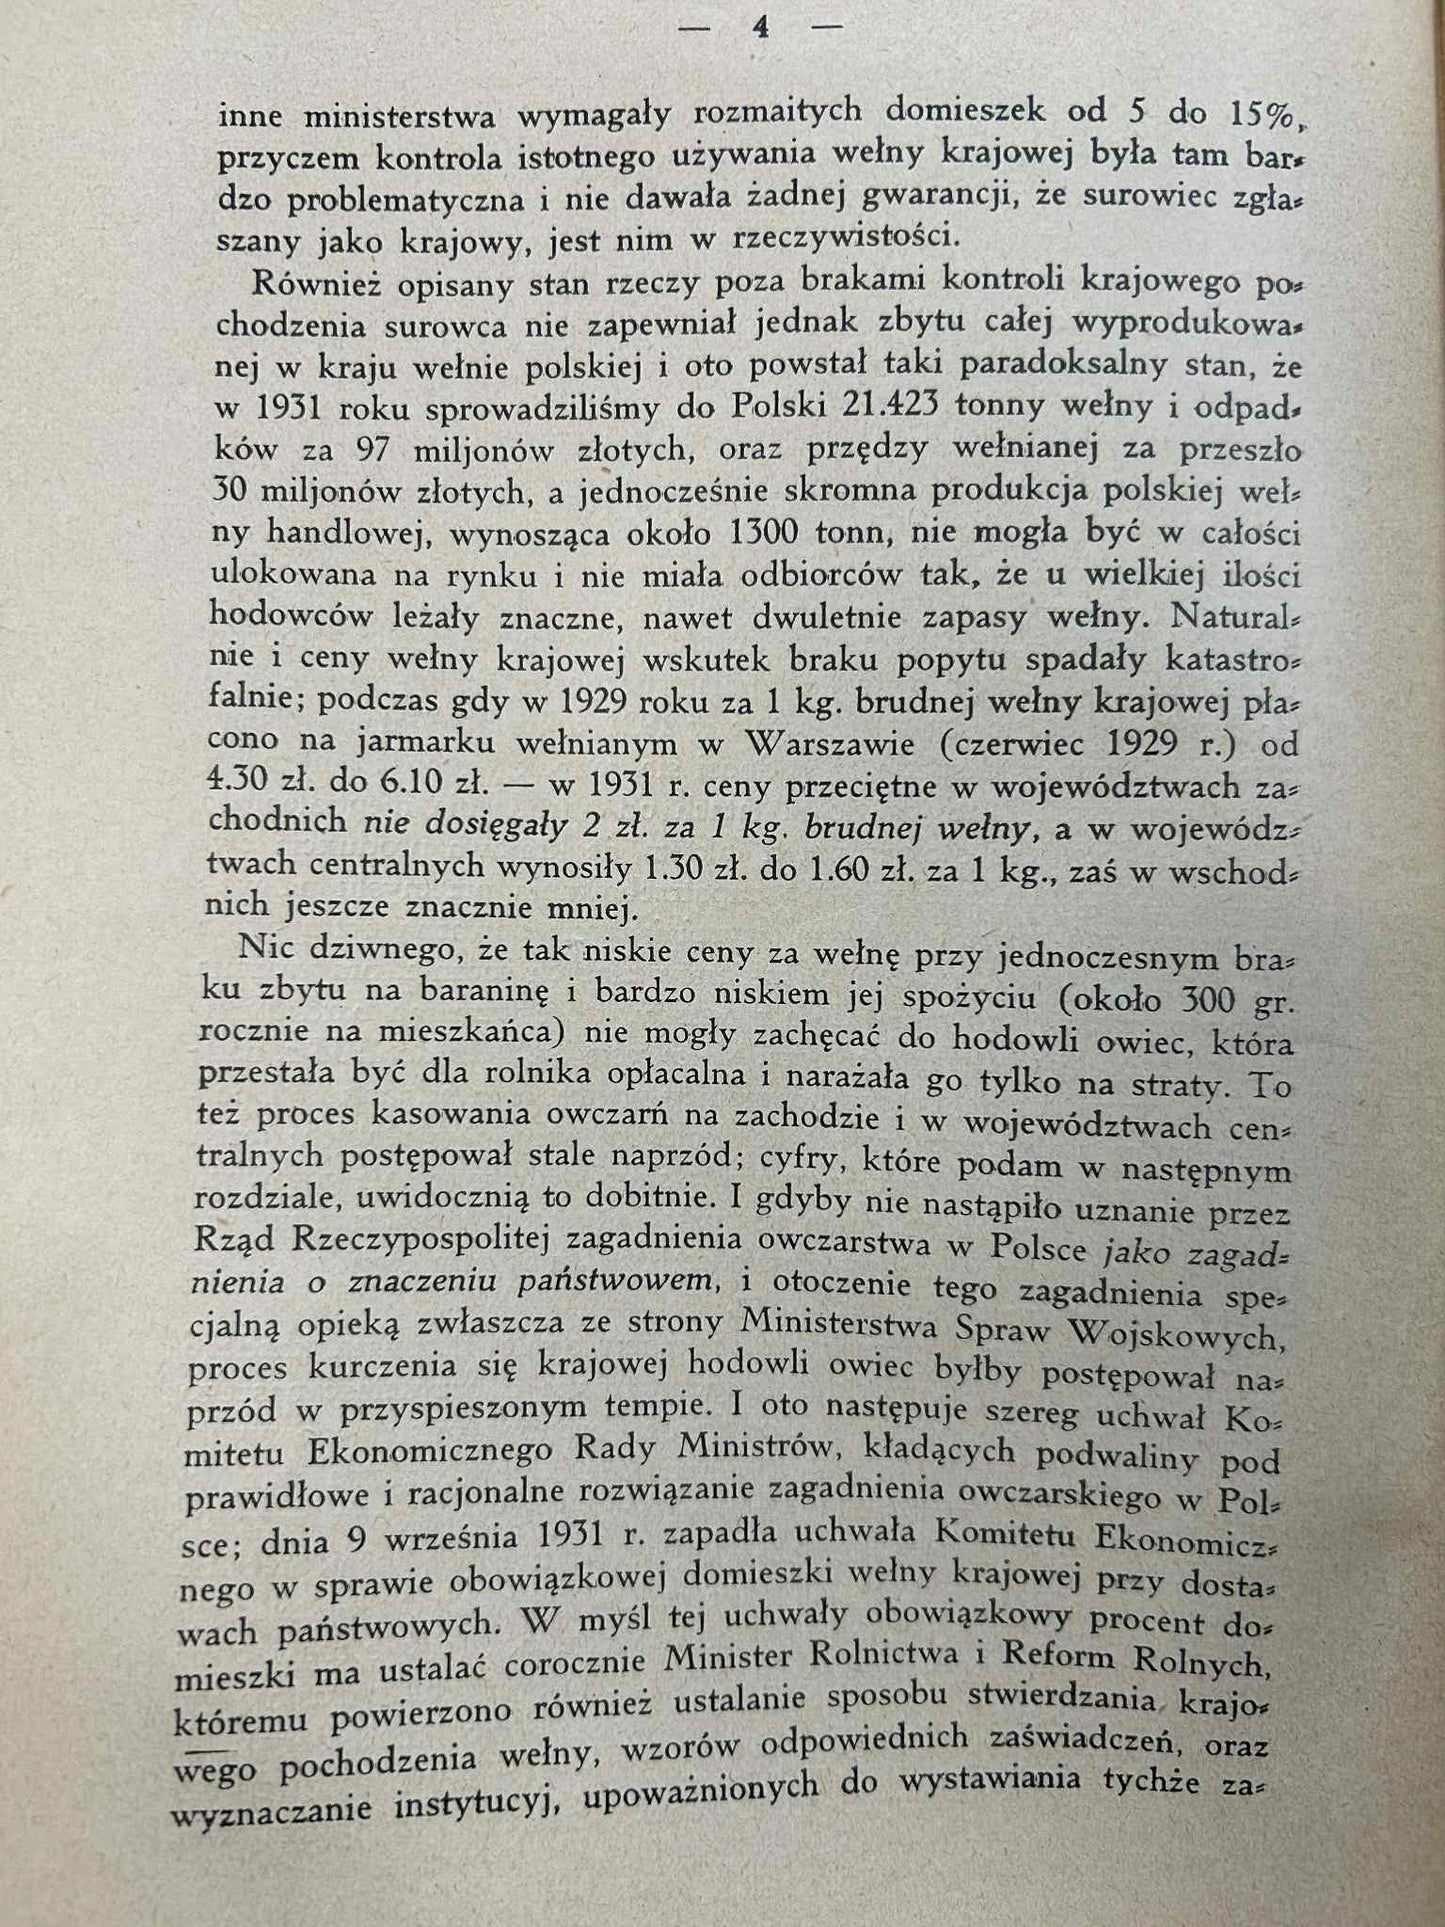 — 4 —
inne ministerstwa wymagały rozmaitych domieszek od 5 do 15%,
przyczem kontrola istotnego używania wełny krajowej była tam bar-
dzo problematyczna i nie dawała żadnej gwarancji, że surowiec zgła-
szany jako krajowy, jest nim w rzeczywistości.
Również opisany stan rzeczy poza brakami kontroli krajowego po-
chodzenia surowca nie zapewniał jednak zbytu całej wyprodukowa-
nej w kraju wełnie polskiej i oto powstał taki paradoksalny stan, że
w 1931 roku sprowadziliśmy do Polski 21.423 tonny wełny i odpad-
ków za 97 miljonów złotych, oraz przędzy wełnianej za przeszło
30 miljonów złotych, a jednocześnie skromna produkcja polskiej weł-
ny handlowej, wynosząca około 1300 tonn, nie mogła być w całości
ulokowana na rynku i nie miała odbiorców tak, że u wielkiej ilości
hodowców leżały znaczne, nawet dwuletnie zapasy wełny. Natural-
nie i ceny wełny krajowej wskutek braku popytu spadały katastro-
falnie; podczas gdy w 1929 roku za 1 kg. brudnej wełny krajowej pła-
cono na jarmarku wełnianym w Warszawie (czerwiec 1929 r.) od
4.30 zł. do 6.10 zł. — w 1931 r. ceny przeciętne w województwach za-
chodnich nie dosięgały 2 zł. za 1 kg. brudnej wełny, a w wojewódz-
twach centralnych wynosiły 1.30 zł. do 1.60 zł. za 1 kg., zaś w wschod-
nich jeszcze znacznie mniej.
Nic dziwnego, że tak niskie ceny za wełnę przy jednoczesnym bra-
ku zbytu na baraninę i bardzo niskiem jej spożyciu (około 300 gr.
rocznie na mieszkańca) nie mogły zachęcać do hodowli owiec, która
przestała być dla rolnika opłacalna i narażała go tylko na straty. To
też proces kasowania owczarń na zachodzie i w województwach cen-
tralnych postępował stale naprzód; cyfry, które podam w następnym
rozdziale, uwidocznią to dobitnie. I gdyby nie nastąpiło uznanie przez
Rząd Rzeczypospolitej zagadnienia owczarstwa w Polsce jako zagad-
nienia o znaczeniu państwowem, i otoczenie tego zagadnienia spe-
cjalną opieką zwłaszcza ze strony Ministerstwa Spraw Wojskowych,
proces kurczenia się krajowej hodowli owiec byłby postępował na-
przód w przyspieszonym tempie. I oto następuje szereg uchwał Ko-
mitetu Ekonomicznego Rady Ministrów, kładących podwaliny pod
prawidłowe i racjonalne rozwiązanie zagadnienia owczarskiego w Pol-
sce; dnia 9 września 1931 r. zapadła uchwała Komitetu Ekonomicz-
nego w sprawie obowiązkowej domieszki wełny krajowej przy dosta-
wach państwowych. W myśl tej uchwały obowiązkowy procent do-
mieszki ma ustalać corocznie Minister Rolnictwa i Reform Rolnych,
któremu powierzono również ustalanie sposobu stwierdzania krajo-
wego pochodzenia wełny, wzorów odpowiednich zaświadczeń, oraz
wyznaczanie instytucyj, upoważnionych do wystawiania tychże za-